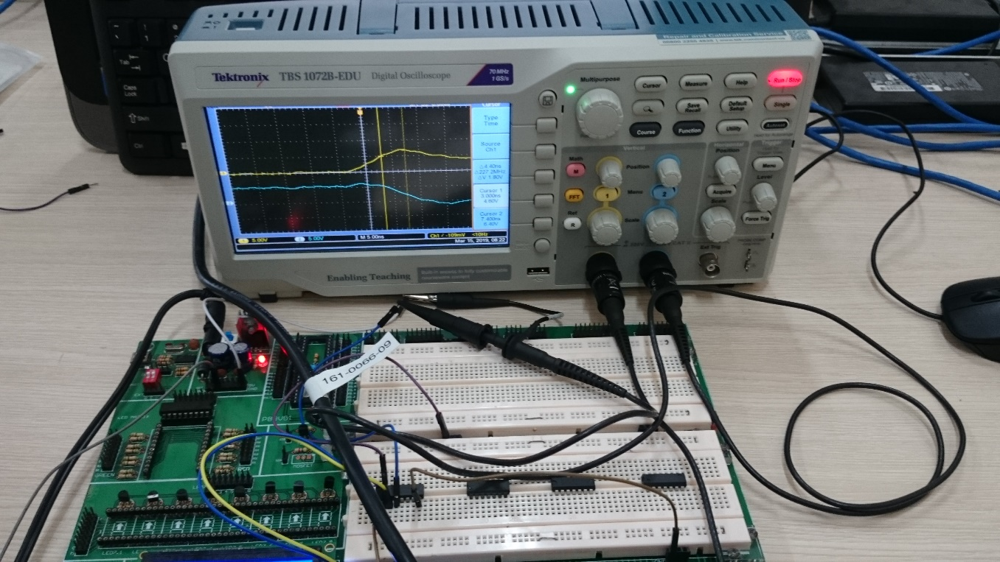 Repair and Calibration Service
Tektronix TBS 1072B-EDU Digital Oscilloscope
70 MHz
1 GS/s
Cursor
Type
Time
Source
Ch1
△4.40ns
△227.2MHz
△V 1.80V
Cursor 1
3.000ns
4.60V
Cursor 2
7.400ns
6.40V
1 5.00V
2 5.00V
M 5.00ns
Ch1
-109mV
<10Hz
Mar 15, 2019, 08:22
Enabling Teaching
Multipurpose
Cursor
Measure
Help
Run / Stop
Save
Recall
Default
Setup
Single
Course
Function
Utility
Autoset
Vertical
Math
M
Position
Position
Menu
Level
FFT
1
Menu
2
Acquire
Ref
R
Scale
Scale
Force Trig
Ext Trig
Tab
Caps
Lock
Shift
Ctrl
161-0066-09
MOSFET
GREEN